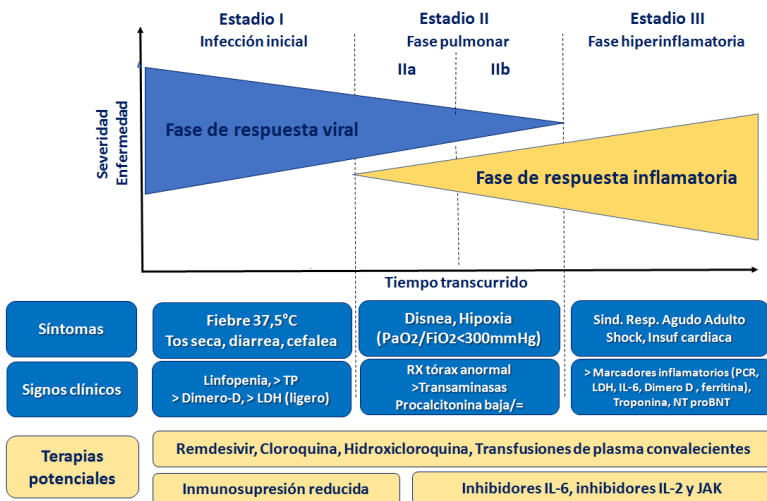 Estadio I
Infección inicial
Estadio II
Fase pulmonar
IIa
IIb
Estadio III
Fase hiperinflamatoria
Severidad
Enfermedad
Fase de respuesta viral
Fase de respuesta inflamatoria
Tiempo transcurrido
Síntomas
Fiebre 37,5°C
Tos seca, diarrea, cefalea
Disnea, Hipoxia
(PaO2/FiO2<300mmHg)
Sind. Resp. Agudo Adulto
Shock, Insuf cardiaca
Signos clínicos
Linfopenia, > TP
> Dimero-D, > LDH (ligero)
RX tórax anormal
>Transaminasas
Procalcitonina baja/=
> Marcadores inflamatorios (PCR,
LDH, IL-6, Dimero D , ferritina),
Troponina, NT proBNT
Terapias
potenciales
Remdesivir, Cloroquina, Hidroxicloroquina, Transfusiones de plasma convalecientes
Inmunosupresión reducida
Inhibidores IL-6, inhibidores IL-2 y JAK